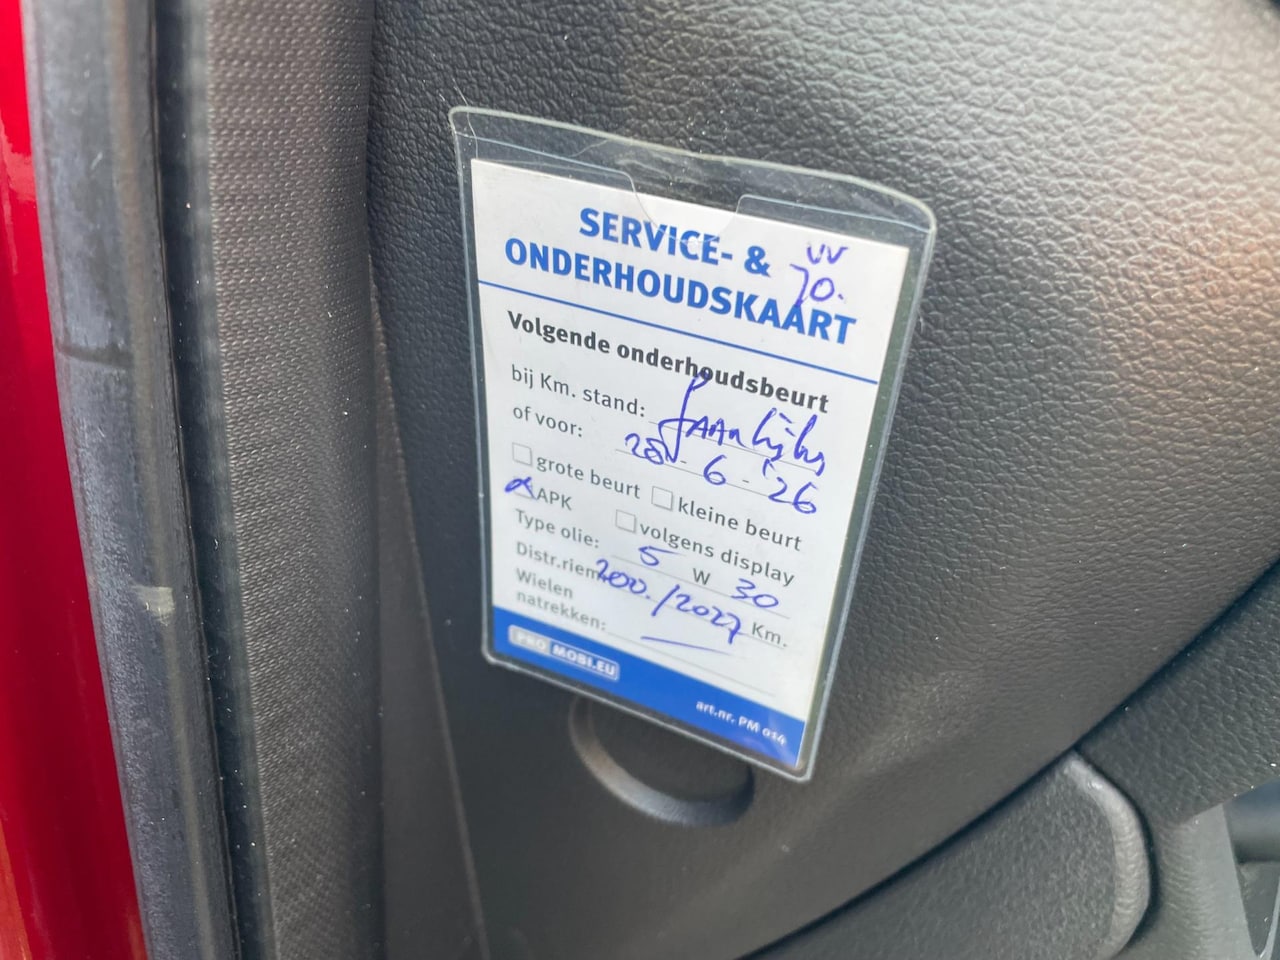 SERVICE- &
ONDERHOUDSKAART
VV
70.
Volgende onderhoudsbeurt
bij Km. stand: Jaarlijks
of voor: 20 - 6 - '26
grote beurt kleine beurt
APK volgens display
Type olie: 5 W 30
Distr.riem 200./2027 Km.
Wielen
natrekken:
PRO MOBI.EU
art.nr. PM 014